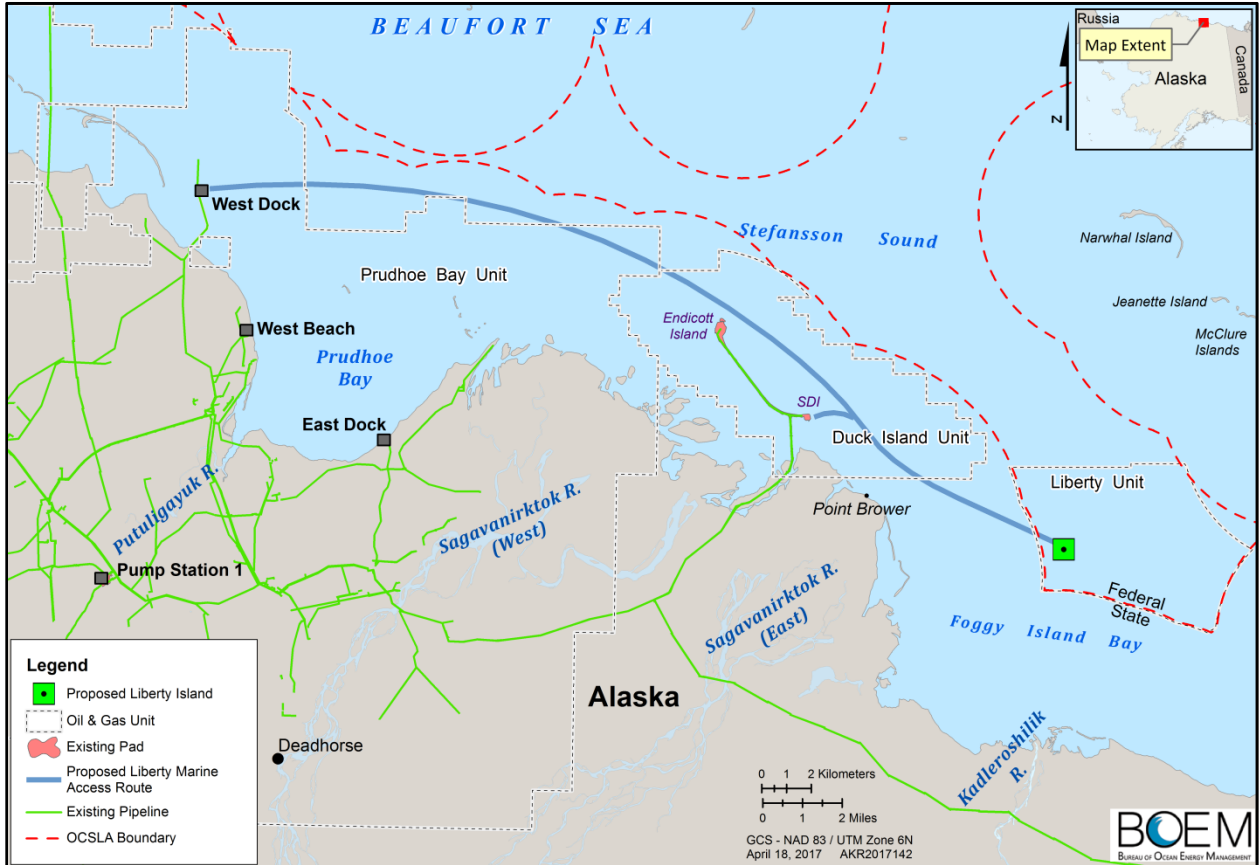 BEAUFORT SEA
Russia
Map Extent
Alaska
Canada
N
West Dock
Stefansson Sound
Narwhal Island
Prudhoe Bay Unit
Jeanette Island
Endicott
Island
West Beach
McClure
Islands
Prudhoe
Bay
SDI
East Dock
Duck Island Unit
Putuligayuk R.
Liberty Unit
Sagavanirktok R.
(West)
Point Brower
Pump Station 1
Federal
State
Sagavanirktok R.
(East)
Foggy Island Bay
Alaska
Deadhorse
Kadleroshilik
R.
Legend
Proposed Liberty Island
Oil & Gas Unit
Existing Pad
Proposed Liberty Marine
Access Route
Existing Pipeline
OCSLA Boundary
0 1 2 Kilometers
0 1 2 Miles
GCS - NAD 83 / UTM Zone 6N
April 18, 2017 AKR2017142
BOEM
BUREAU OF OCEAN ENERGY MANAGEMENT